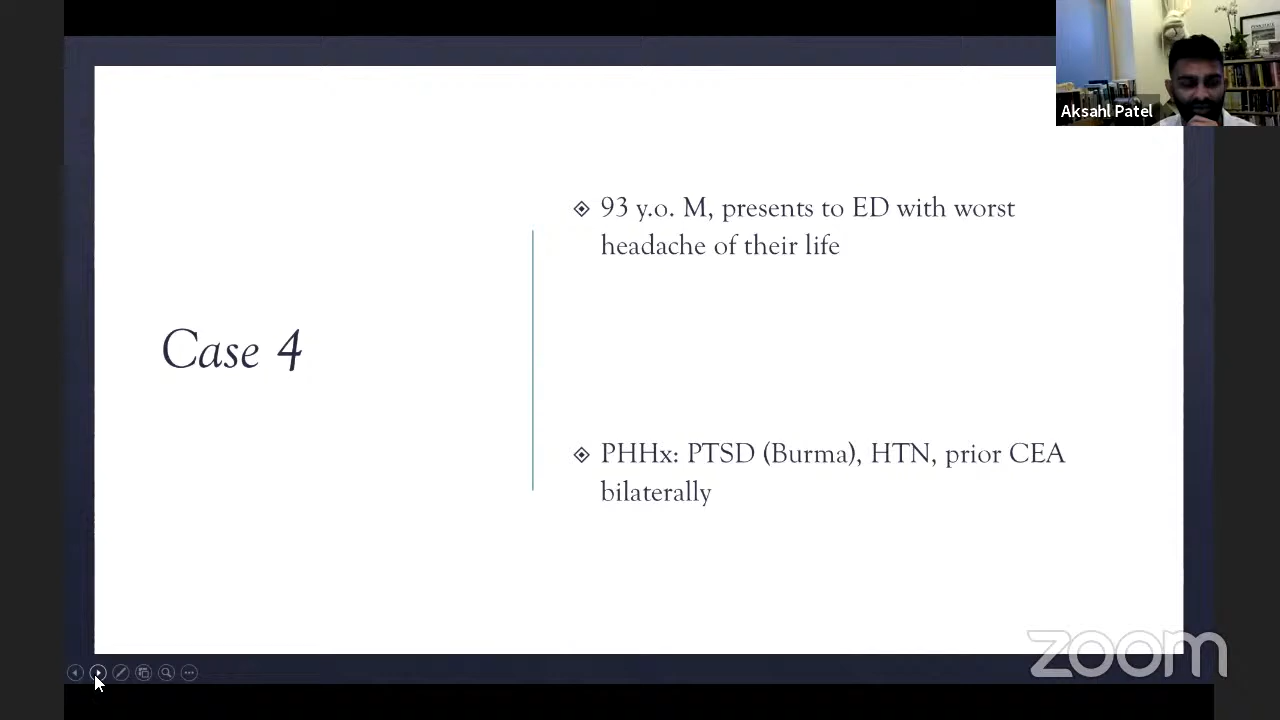 Aksahl Patel
93 y.o. M, presents to ED with worst
headache of their life
Case 4
PHHx: PTSD (Burma), HTN, prior CEA
bilaterally
zoom